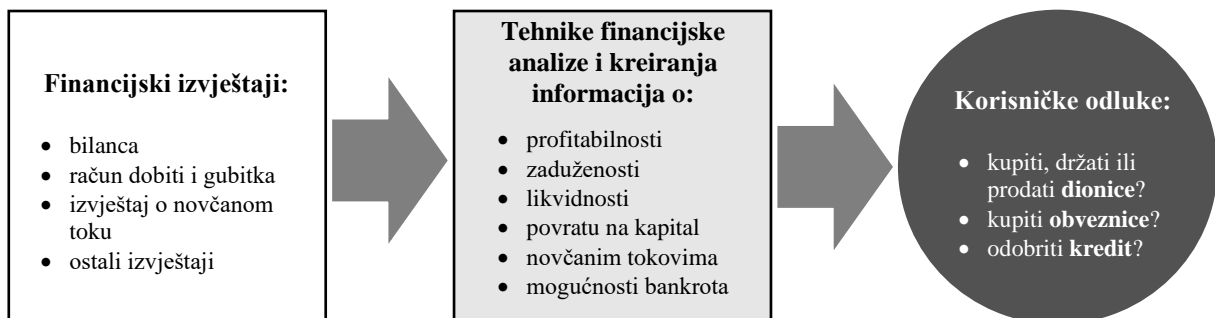 Financijski izvještaji:
• bilanca
• račun dobiti i gubitka
• izvještaj o novčanom
toku
• ostali izvještaji
Tehnike financijske
analize i kreiranja
informacija o:
• profitabilnosti
• zaduženosti
• likvidnosti
• povratu na kapital
• novčanim tokovima
• mogućnosti bankrota
Korisničke odluke:
• kupiti, držati ili
prodati dionice?
• kupiti obveznice?
• odobriti kredit?